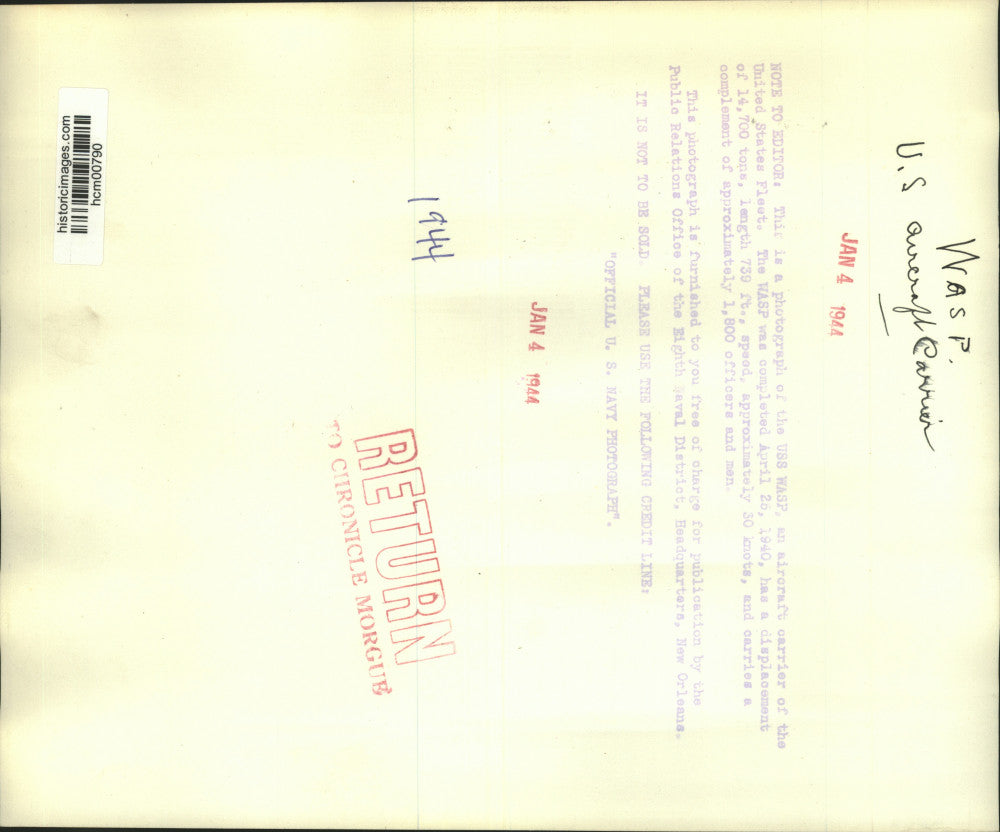 WASP.
U.S aircraft Carrier
JAN 4 1944
NOTE TO EDITOR: This is a photograph of the USS WASP, an aircraft carrier of the
United States Fleet. The WASP was completed April 25, 1940, has a displacement
of 14,700 tons, length 739 ft., speed, approximately 30 knots, and carries a
complement of approximately 1,800 officers and men.
This photograph is furnished to you free of charge for publication by the
Public Relations Office of the Eighth Naval District, Headquarters, New Orleans.
IT IS NOT TO BE SOLD. PLEASE USE THE FOLLOWING CREDIT LINE:
"OFFICIAL U. S. NAVY PHOTOGRAPH".
JAN 4 1944
1944
RETURN
TO CHRONICLE MORGUE
historicimages.com
hcm00790